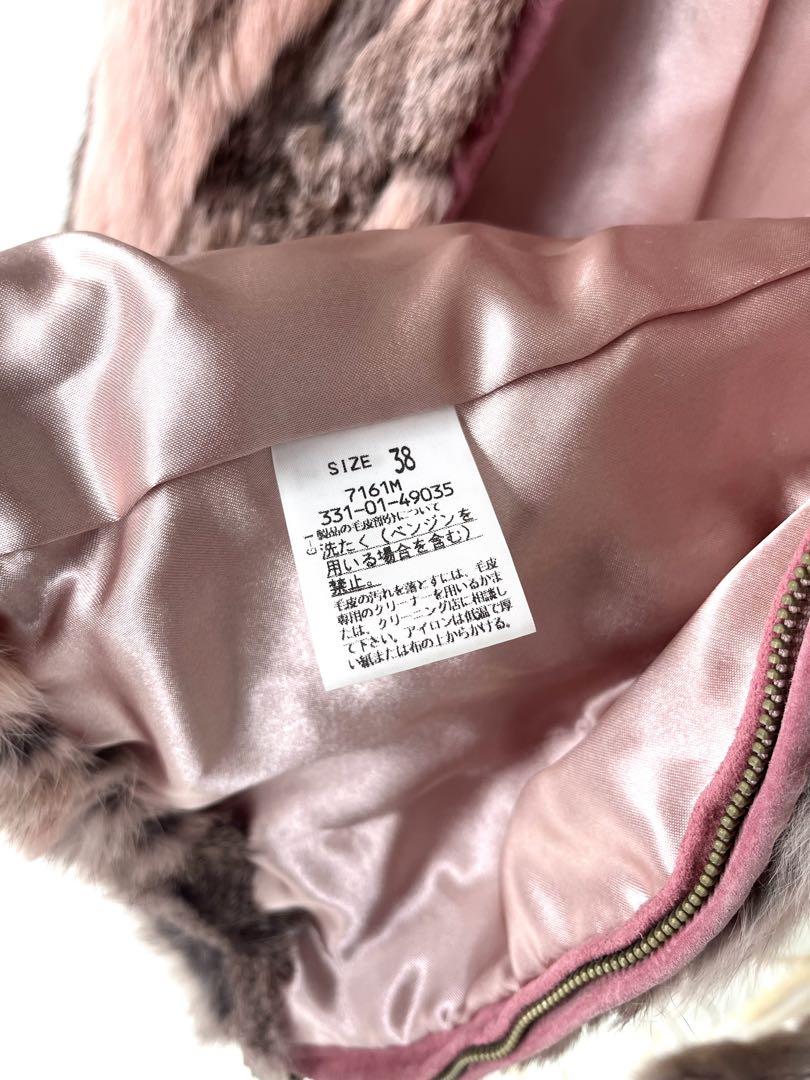 SIZE 38
7161M
331-01-49035
製品の毛皮部分について
洗たく（ベンジンを
用いる場合を含む）
禁止。
毛皮の汚れを落とすには、毛皮
専用のクリーナーを用いるかま
たは、クリーニング店に相談し
て下さい。アイロンは低温で厚
い紙または布の上からかける。